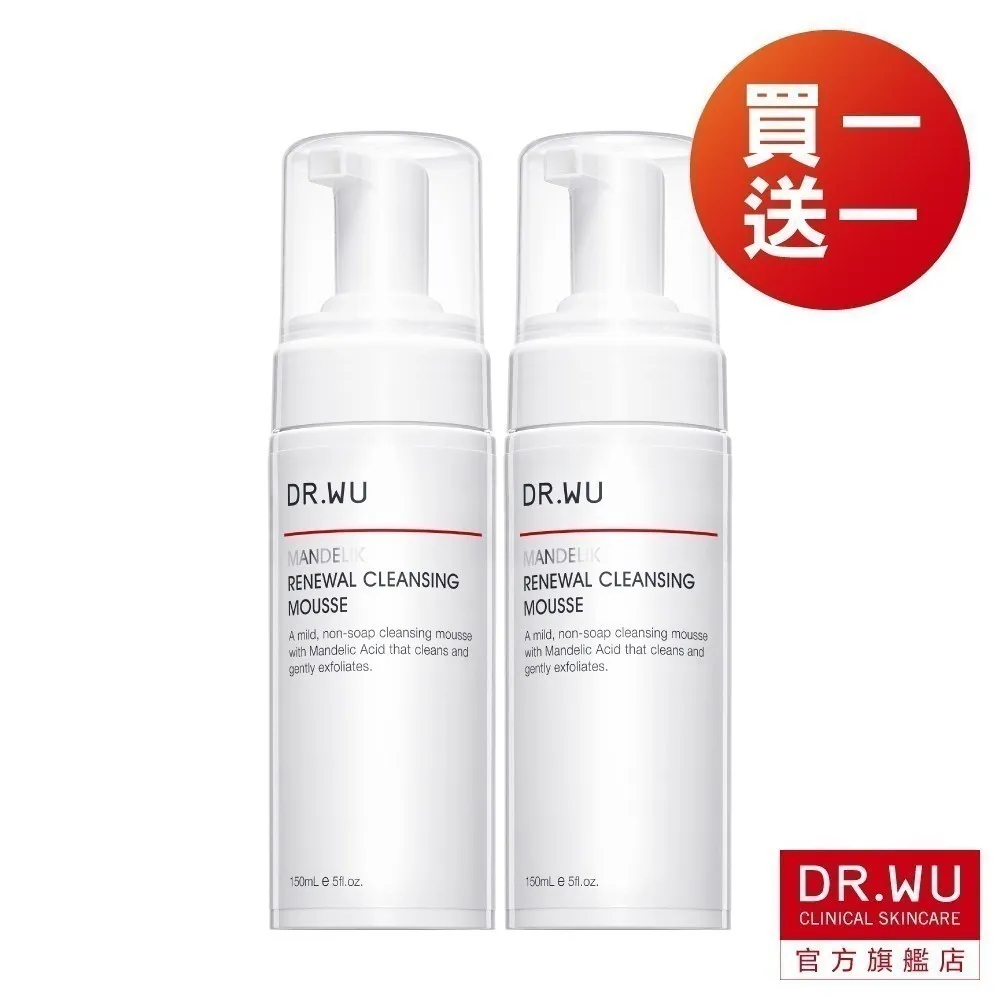 買一
送一
DR.WU
MANDELIK
RENEWAL CLEANSING
MOUSSE
A mild, non-soap cleansing mousse
with Mandelic Acid that cleans and
gently exfoliates.
150mL e 5fl.oz.
DR.WU
MANDELIK
RENEWAL CLEANSING
MOUSSE
A mild, non-soap cleansing mousse
with Mandelic Acid that cleans and
gently exfoliates.
150mL e 5fl.oz.
DR.WU
CLINICAL SKINCARE
官方旗艦店